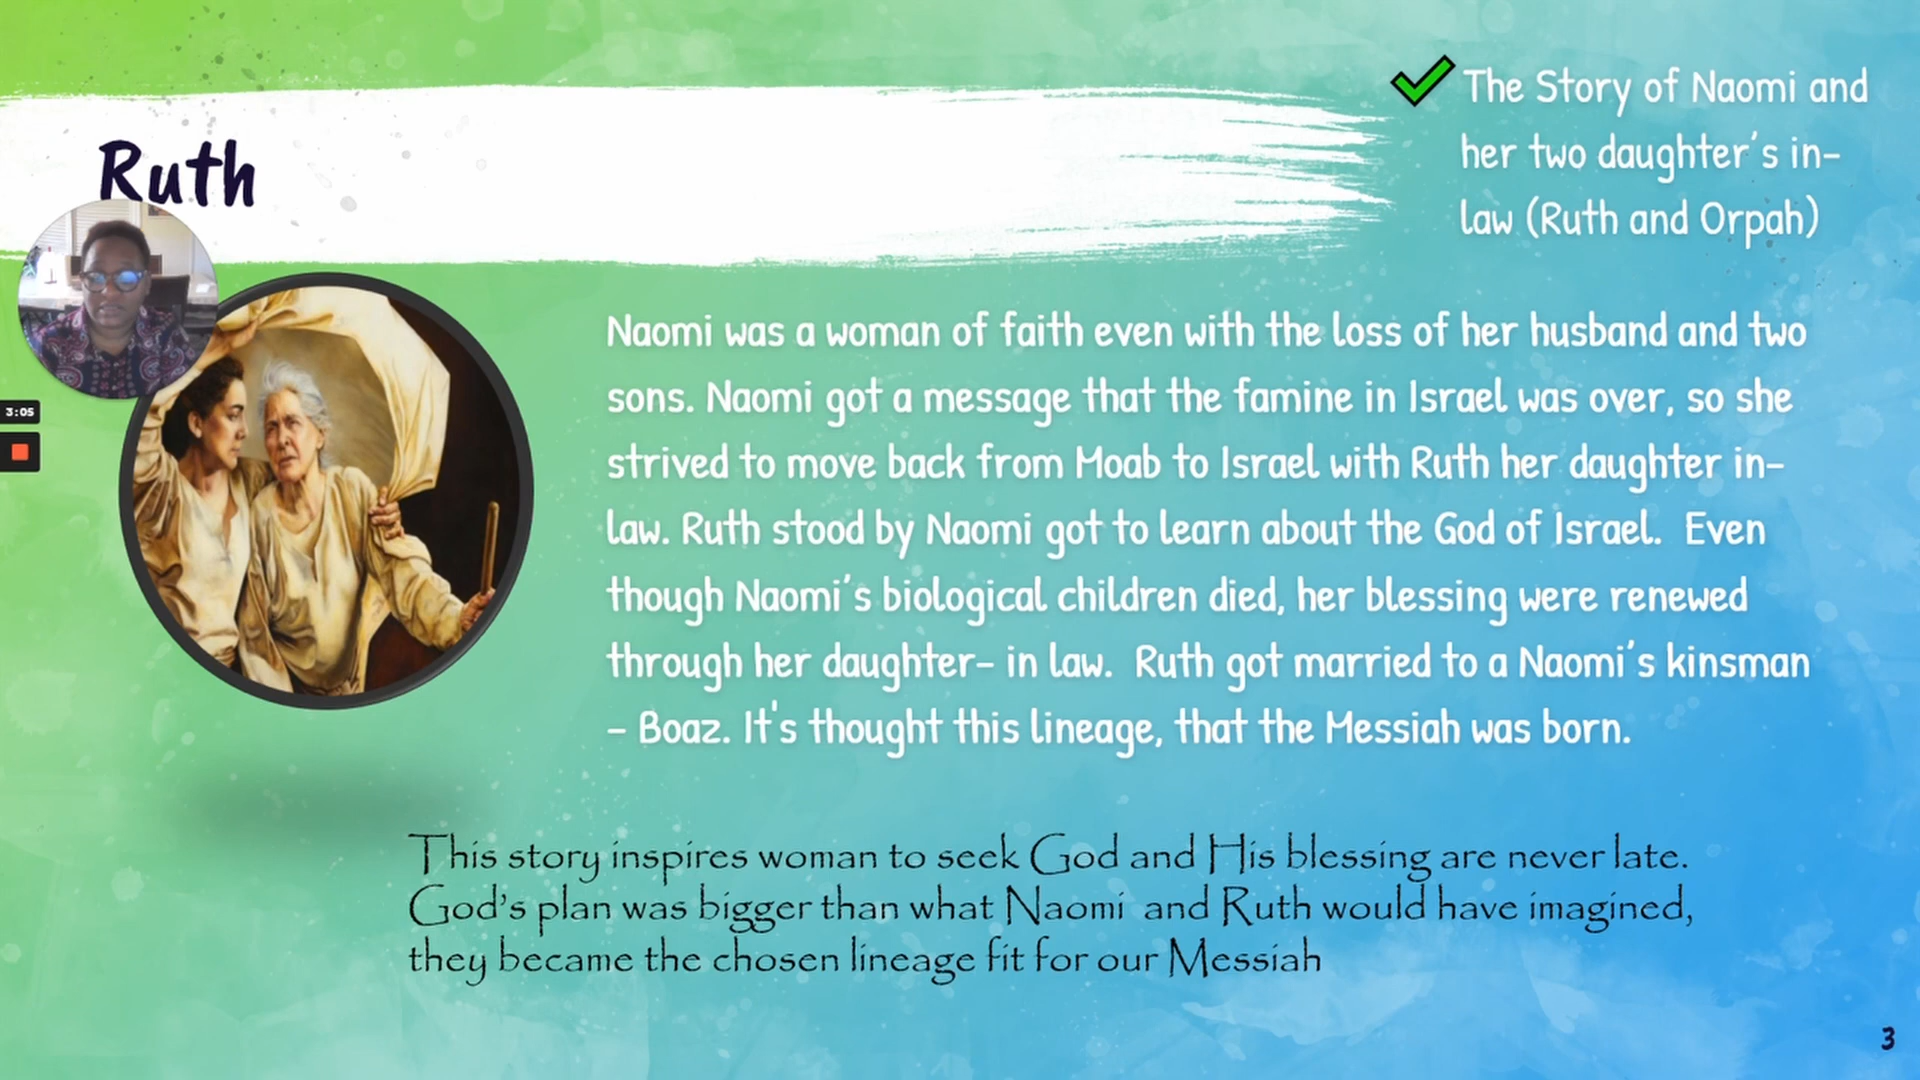 Ruth
The Story of Naomi and
her two daughter's in-
law (Ruth and Orpah)
3:05
Naomi was a woman of faith even with the loss of her husband and two
sons. Naomi got a message that the famine in Israel was over, so she
strived to move back from Moab to Israel with Ruth her daughter in-
law. Ruth stood by Naomi got to learn about the God of Israel.  Even
though Naomi's biological children died, her blessing were renewed
through her daughter- in law.  Ruth got married to a Naomi's kinsman
- Boaz. It's thought this lineage, that the Messiah was born.
This story inspires woman to seek God and His blessing are never late.
God's plan was bigger than what Naomi  and Ruth would have imagined,
they became the chosen lineage fit for our Messiah
3